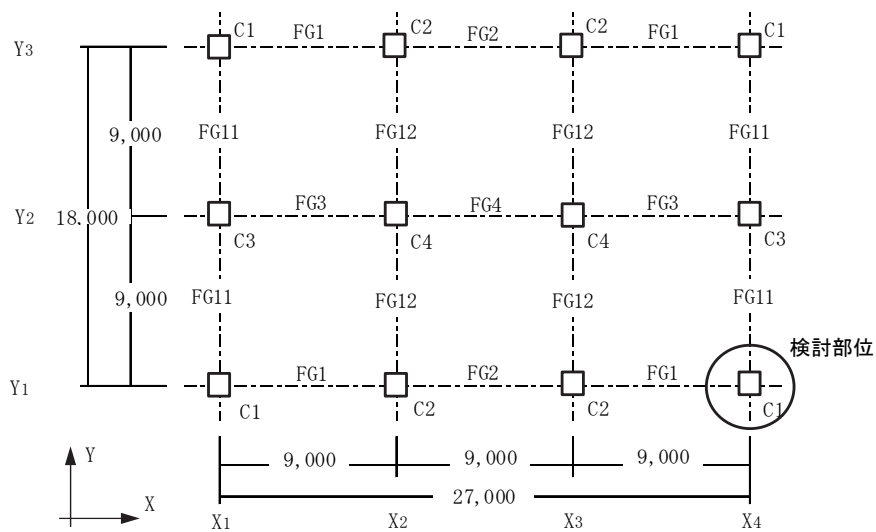 C1 FG1 C2 FG2 C2 FG1 C1
Y3
9,000 FG11 FG12 FG12 FG11
Y2 18.000 FG3 FG4 FG3
C3 C4 C4 C3
9,000 FG11 FG12 FG12 FG11
検討部位
Y1 FG1 FG2 FG1
C1 C2 C2 C1
Y 9,000 9,000 9,000
X 27,000
X1 X2 X3 X4